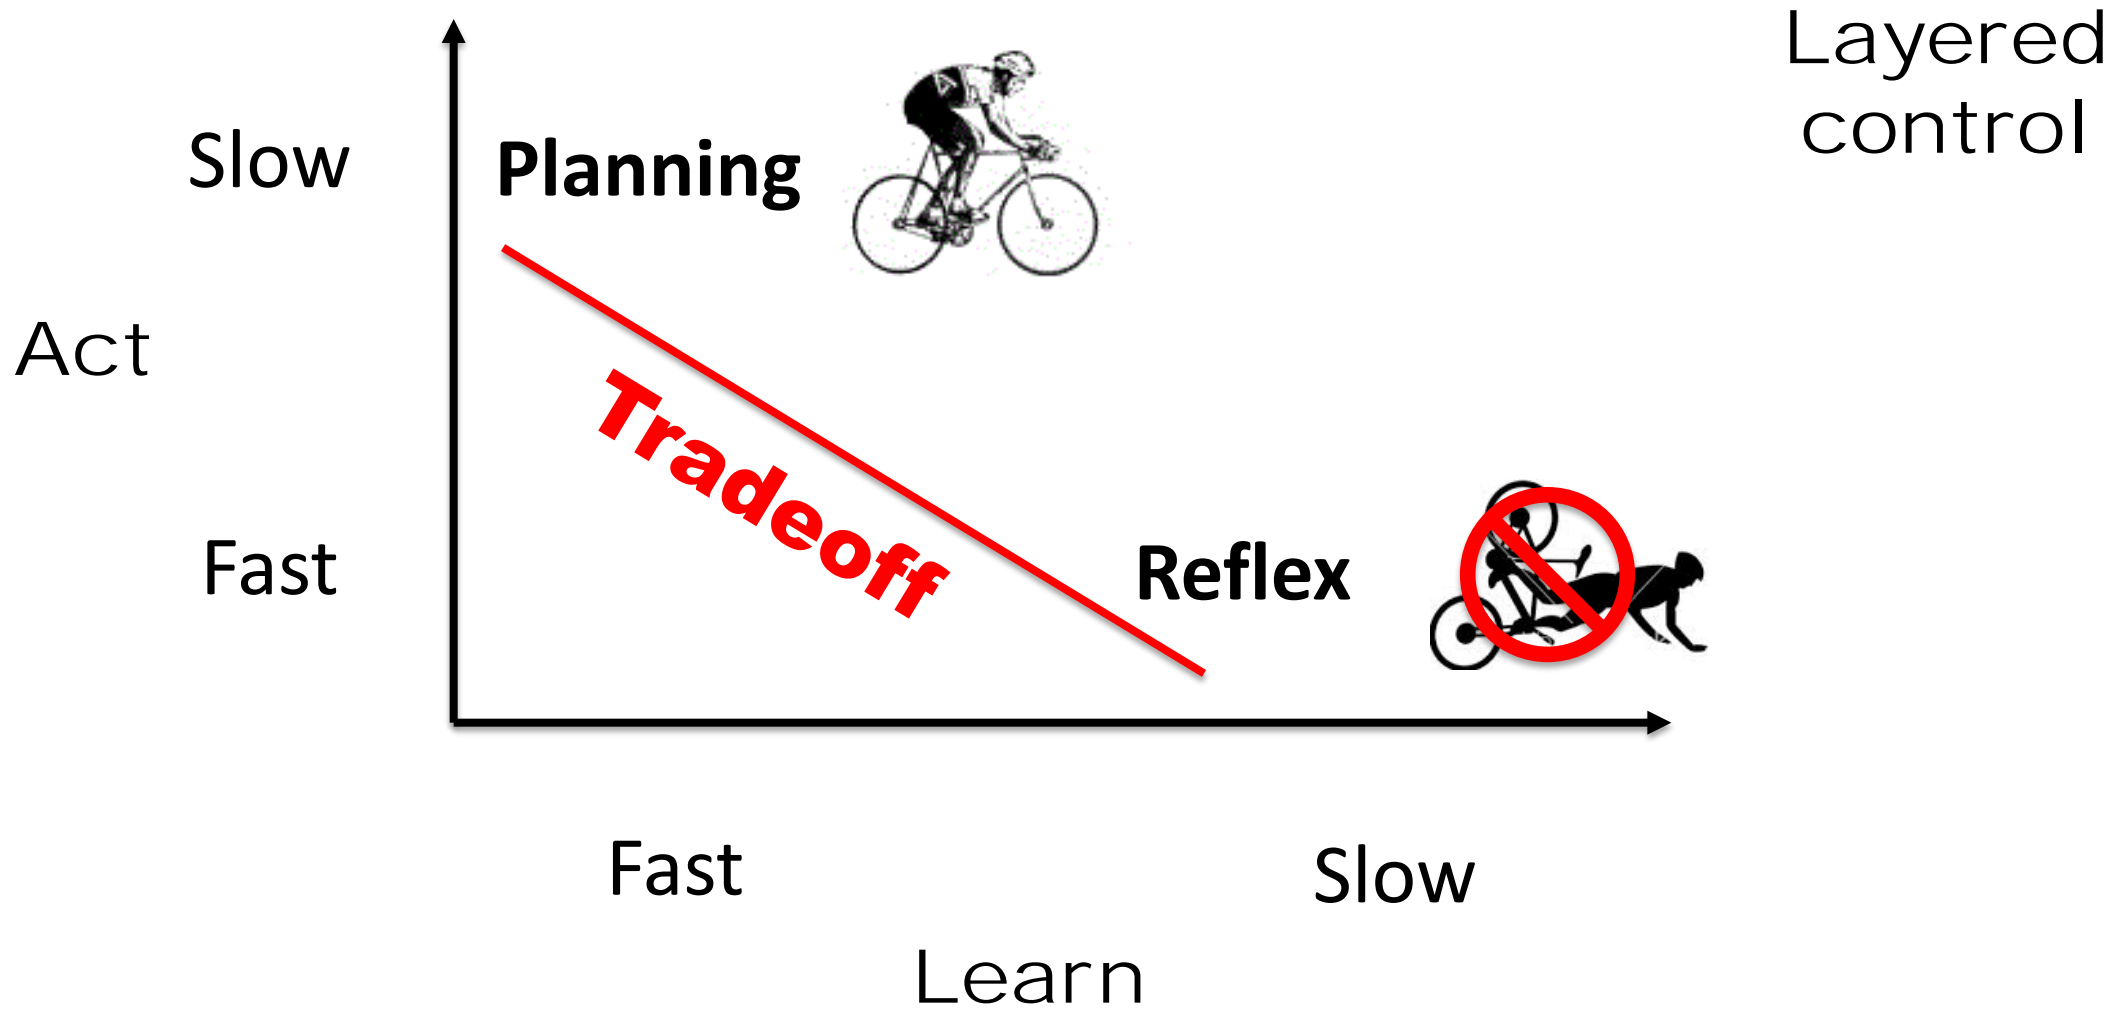 Layered
control
Slow
Planning
Act
Tradeoff
Fast
Reflex
Fast
Slow
Learn